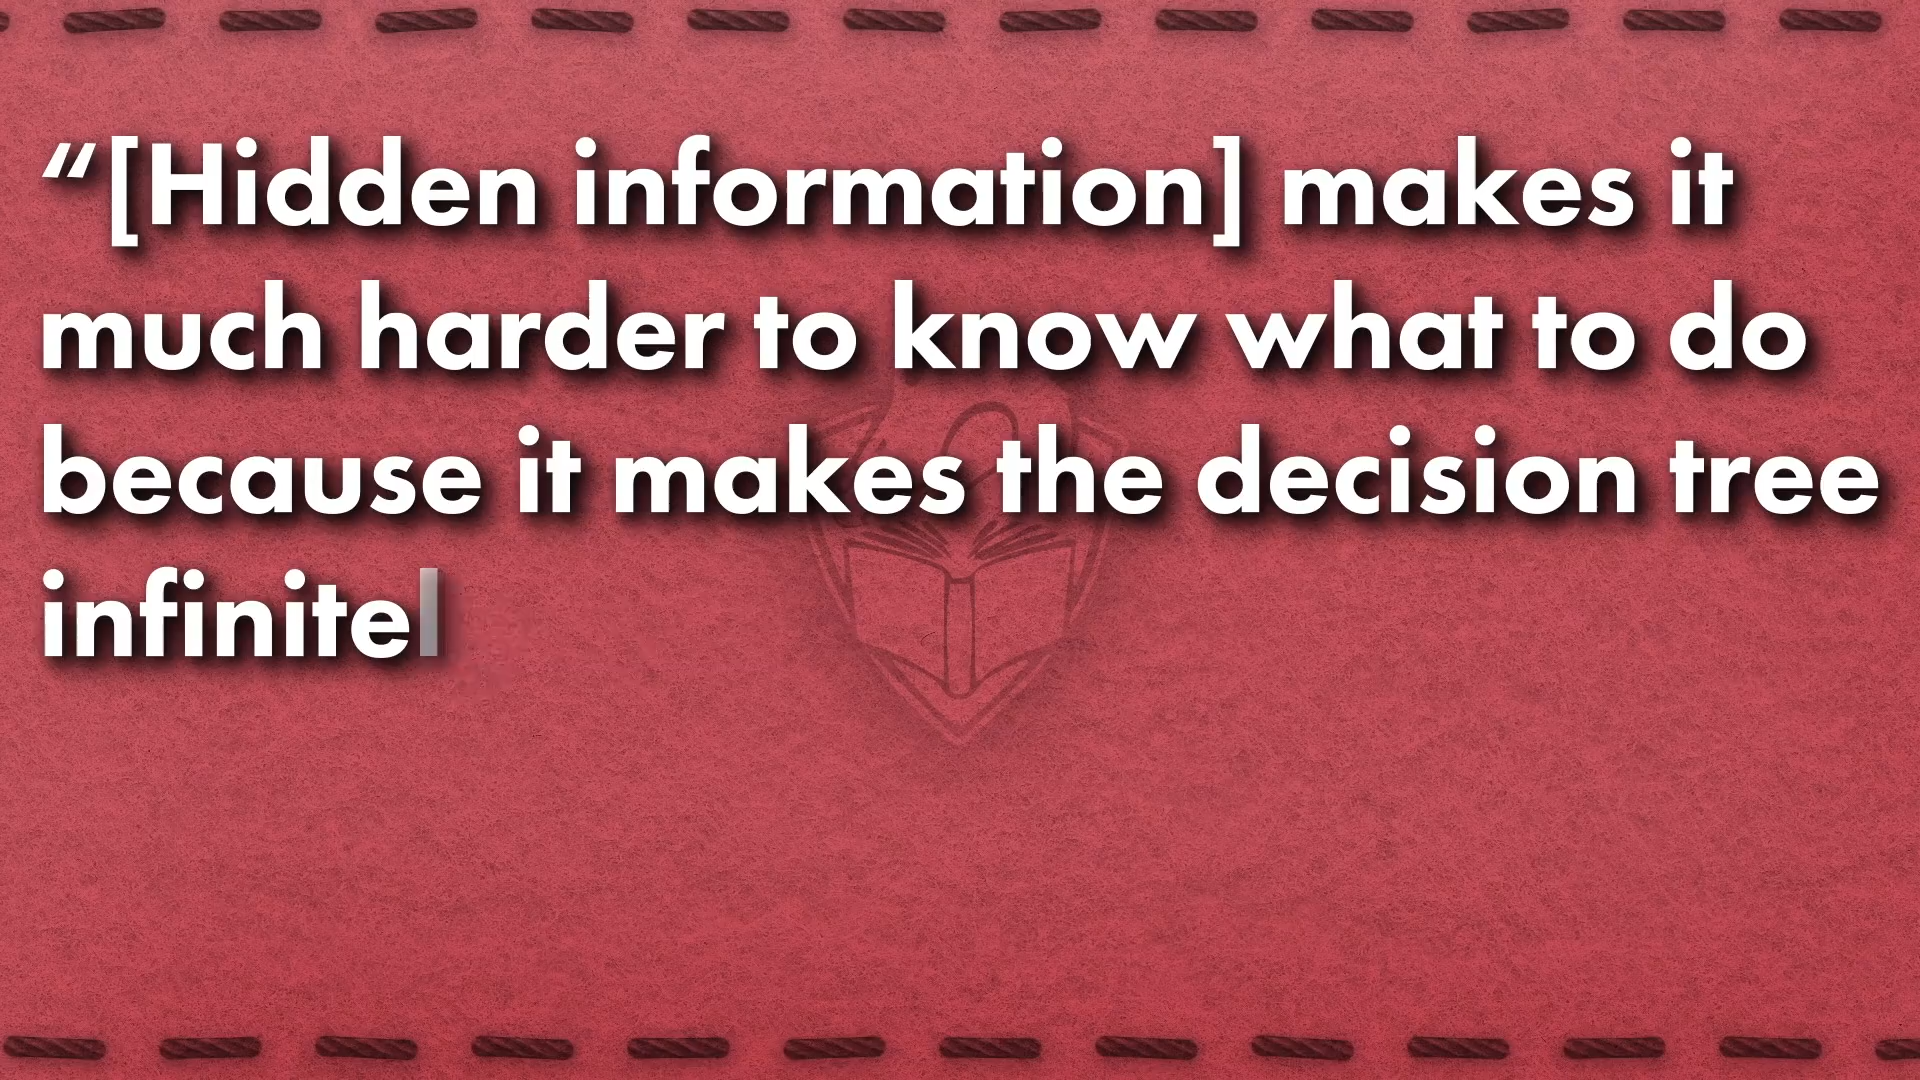 “[Hidden information] makes it
much harder to know what to do
because it makes the decision tree
infinitel